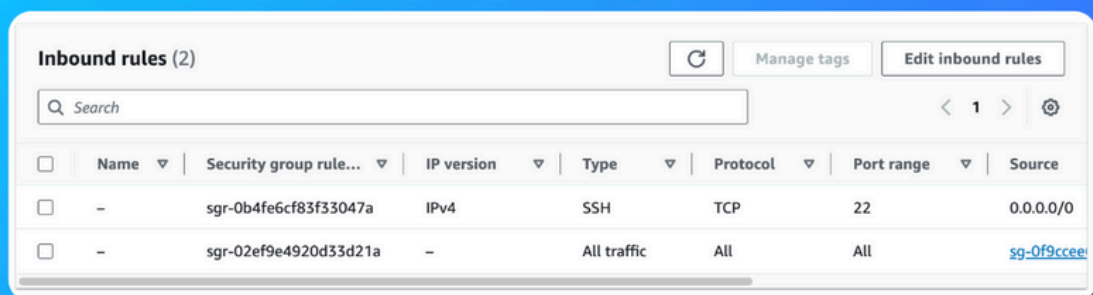 Inbound rules (2)
Manage tags
Edit inbound rules
Search
1
Name Security group rule... IP version Type Protocol Port range Source
– sgr-0b4fe6cf83f33047a IPv4 SSH TCP 22 0.0.0.0/0
– sgr-02ef9e4920d33d21a – All traffic All All sg-0f9ccee